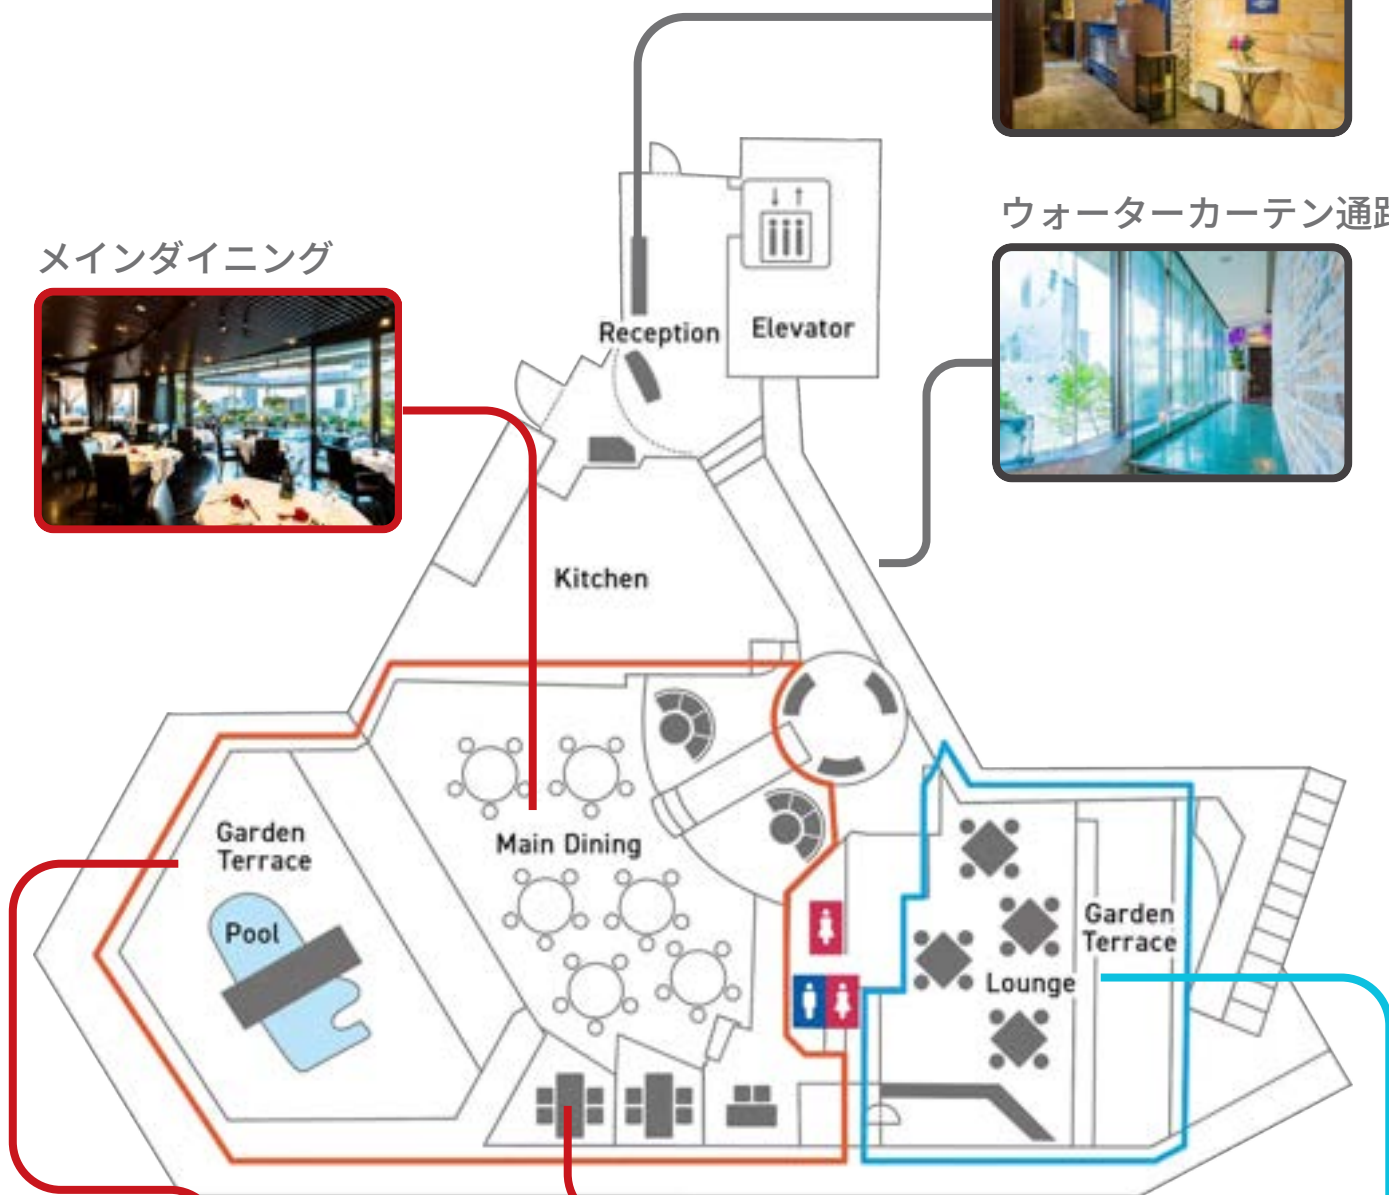 ウォーターカーテン通路
メインダイニング
Reception
Elevator
Kitchen
Garden
Terrace
Pool
Main Dining
Garden
Terrace
Lounge